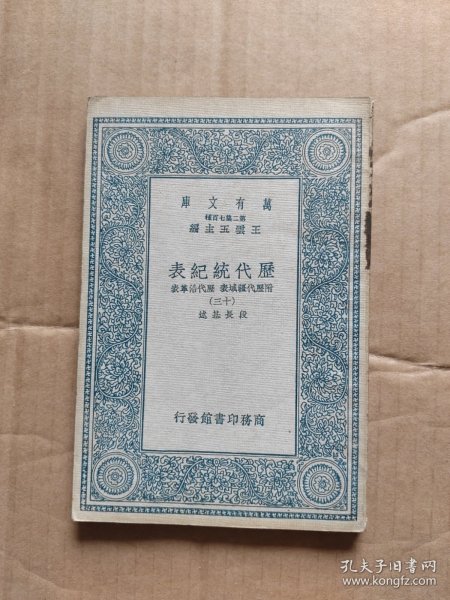 萬有文庫
第二集七百種
王雲五主編
歷代統紀表
附歷代疆域表 歷代沿革表
(十三)
段長基述
商務印書館發行
孔夫子旧书网
www.kongfz.com